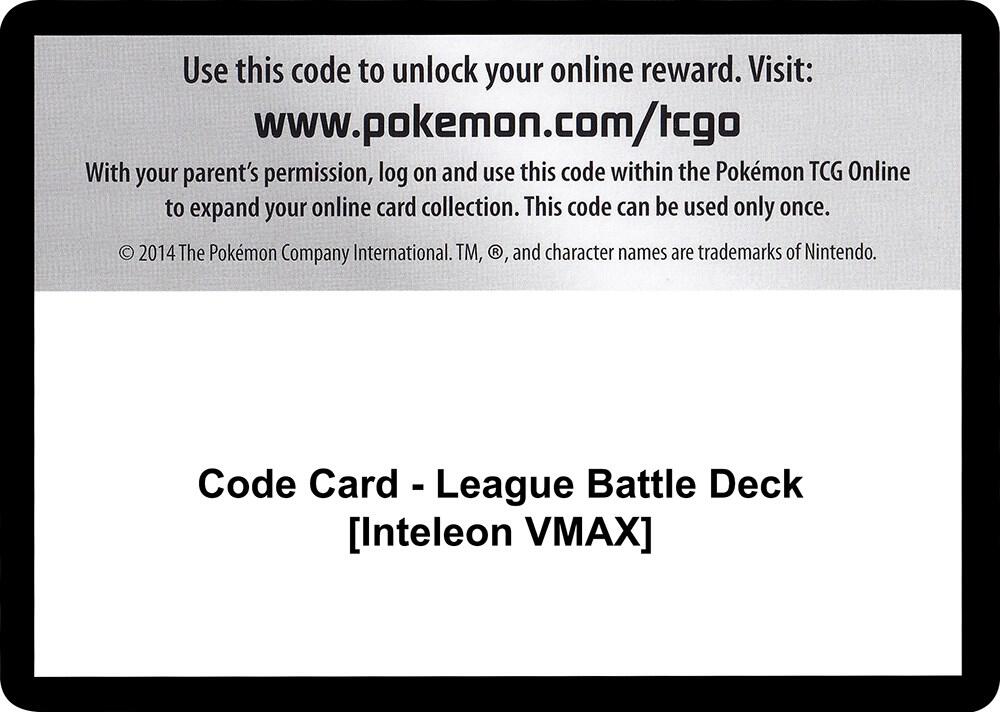 Use this code to unlock your online reward. Visit:
www.pokemon.com/tcgo
With your parent's permission, log on and use this code within the Pokémon TCG Online
to expand your online card collection. This code can be used only once.
© 2014 The Pokémon Company International. TM, ®, and character names are trademarks of Nintendo.
Code Card - League Battle Deck
[Inteleon VMAX]